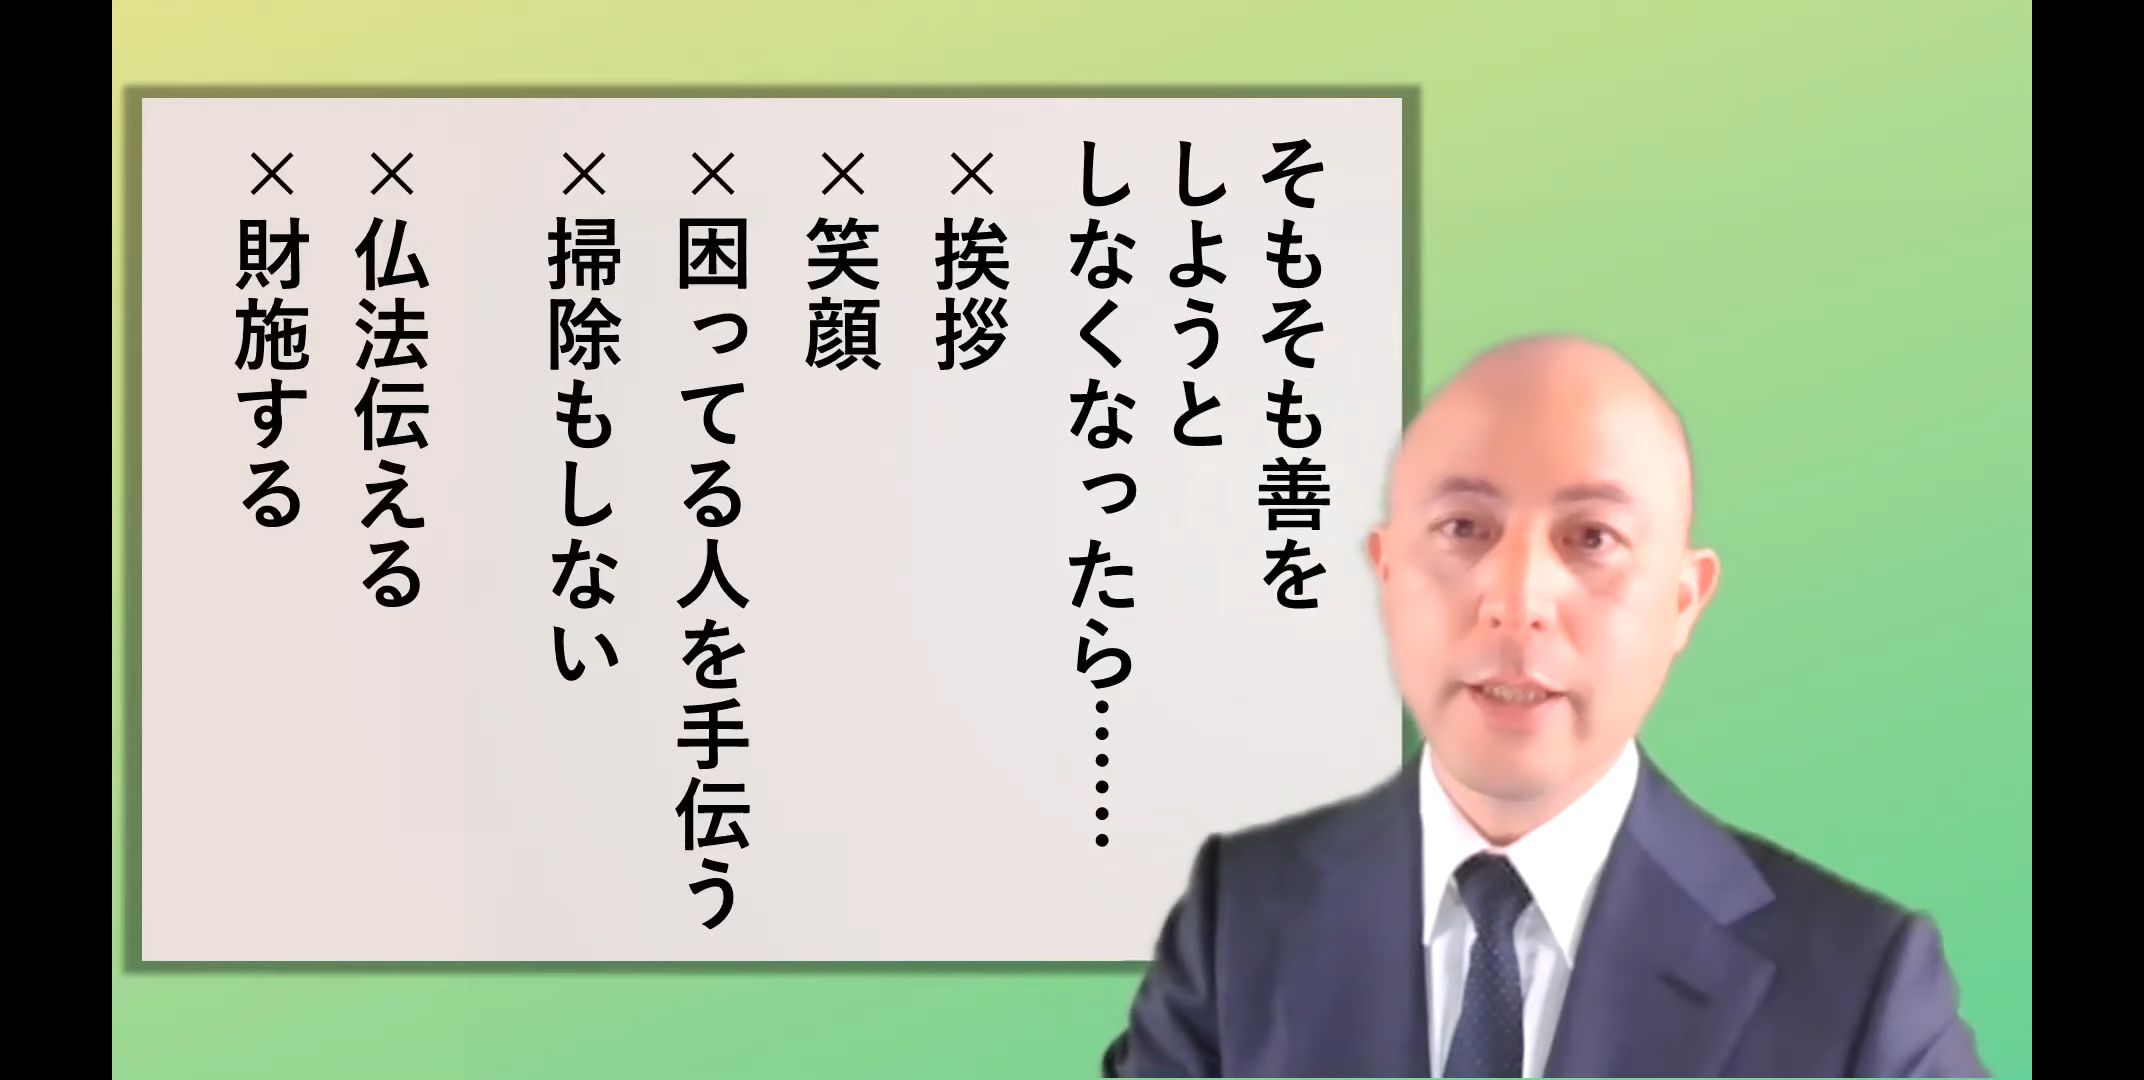 そもそも善を
しようと
しなくなったら……
×挨拶
×笑顔
×困ってる人を手伝う
×掃除もしない
×仏法伝える
×財施する